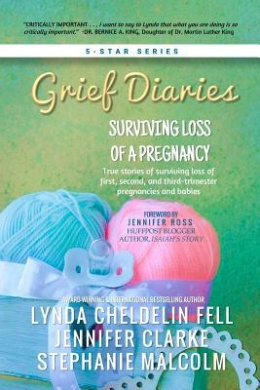 "CRITICALLY IMPORTANT . . . I want to say to Lynda that what you are doing is so
critically important." -DR. BERNICE A. KING, Daughter of Dr. Martin Luther King
5-STAR SERIES
Grief Diaries
SURVIVING LOSS
OF A PREGNANCY
True stories of surviving loss of
first, second, and third-trimester
pregnancies and babies
FOREWORD BY
JENNIFER ROSS
HUFFPOST BLOGGER
AUTHOR, ISAIAH'S STORY
AWARD-WINNING & INTERNATIONAL BESTSELLING AUTHOR
LYNDA CHELDELIN FELL
JENNIFER CLARKE
STEPHANIE MALCOLM